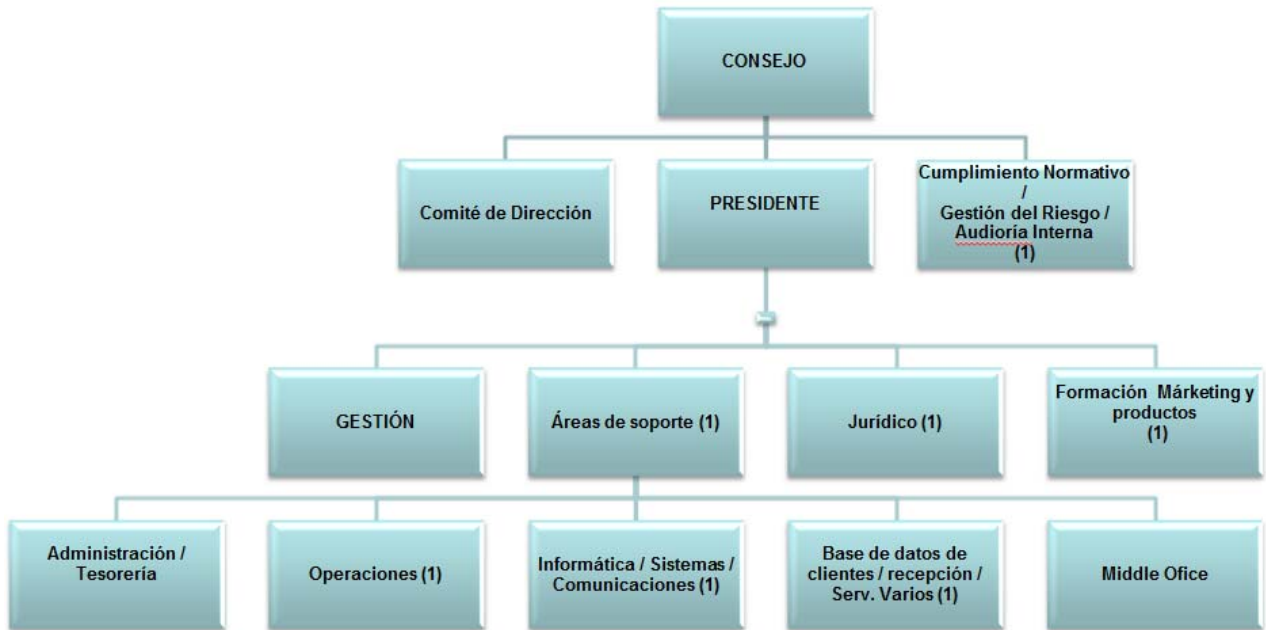 CONSEJO
Comité de Dirección
PRESIDENTE
Cumplimiento Normativo
/
Gestión del Riesgo /
Audioría Interna
(1)
GESTIÓN
Áreas de soporte (1)
Jurídico (1)
Formación Márketing y
productos
(1)
Administración /
Tesorería
Operaciones (1)
Informática / Sistemas /
Comunicaciones (1)
Base de datos de
clientes / recepción /
Serv. Varios (1)
Middle Ofice